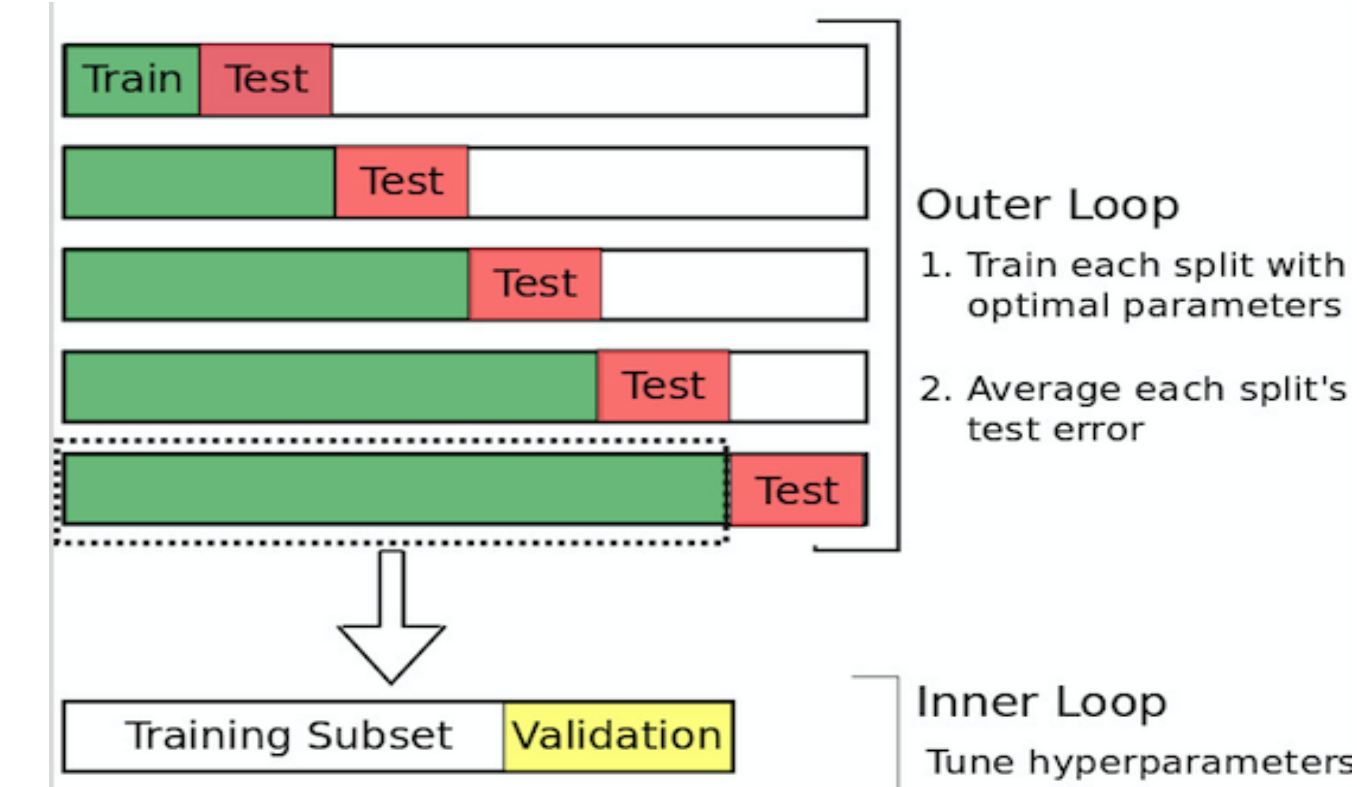 Train Test
Test
Test
Test
Test
Outer Loop
1. Train each split with
optimal parameters
2. Average each split's
test error
Training Subset Validation
Inner Loop
Tune hyperparameters